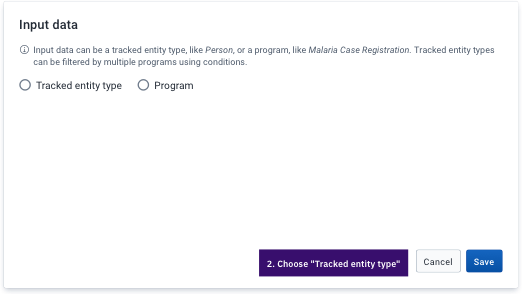 Input data
Input data can be a tracked entity type, like Person, or a program, like Malaria Case Registration. Tracked entity types
can be filtered by multiple programs using conditions.
Tracked entity type Program
2. Choose "Tracked entity type" Cancel Save